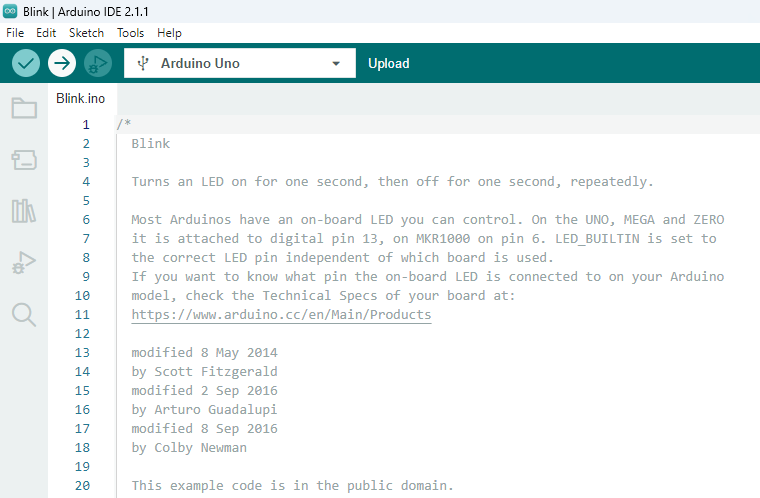 Blink | Arduino IDE 2.1.1
File Edit Sketch Tools Help
Arduino Uno Upload
Blink.ino
1 /*
2 Blink
3
4 Turns an LED on for one second, then off for one second, repeatedly.
5
6 Most Arduinos have an on-board LED you can control. On the UNO, MEGA and ZERO
7 it is attached to digital pin 13, on MKR1000 on pin 6. LED_BUILTIN is set to
8 the correct LED pin independent of which board is used.
9 If you want to know what pin the on-board LED is connected to on your Arduino
10 model, check the Technical Specs of your board at:
11 https://www.arduino.cc/en/Main/Products
12
13 modified 8 May 2014
14 by Scott Fitzgerald
15 modified 2 Sep 2016
16 by Arturo Guadalupi
17 modified 8 Sep 2016
18 by Colby Newman
19
20 This example code is in the public domain.